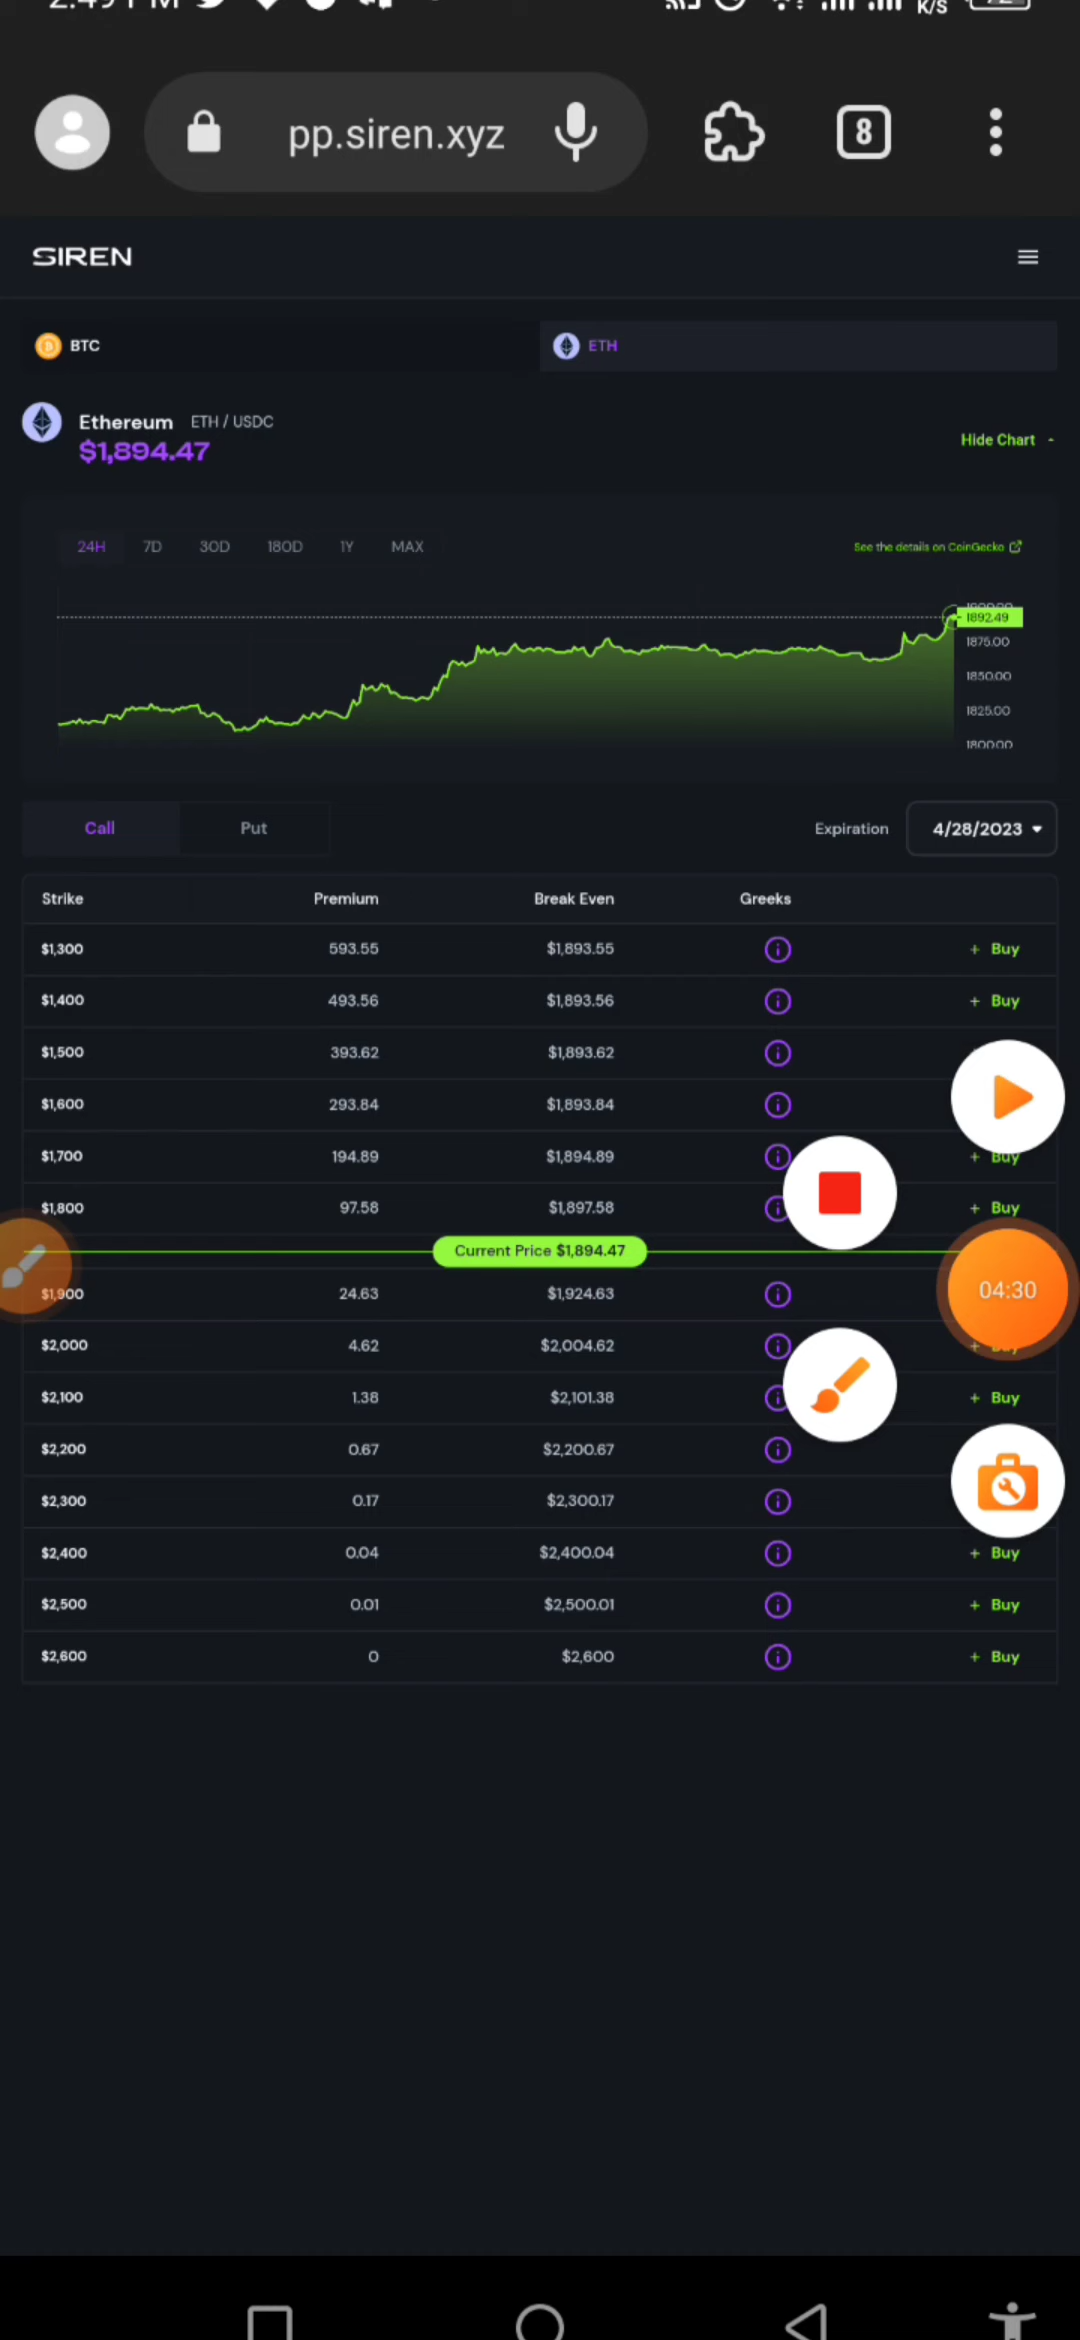 pp.siren.xyz
8
K/S
SIREN
BTC
ETH
Ethereum ETH / USDC
$1,894.47
Hide Chart
24H 7D 30D 180D 1Y MAX
See the details on CoinGecko
1892.49
1875.00
1850.00
1825.00
1800.00
Call Put Expiration 4/28/2023
Strike Premium Break Even Greeks
$1,300 593.55 $1,893.55 + Buy
$1,400 493.56 $1,893.56 + Buy
$1,500 393.62 $1,893.62
$1,600 293.84 $1,893.84
$1,700 194.89 $1,894.89 + Buy
$1,800 97.58 $1,897.58 + Buy
Current Price $1,894.47
$1,900 24.63 $1,924.63
04:30
$2,000 4.62 $2,004.62 + Buy
$2,100 1.38 $2,101.38 + Buy
$2,200 0.67 $2,200.67
$2,300 0.17 $2,300.17
$2,400 0.04 $2,400.04 + Buy
$2,500 0.01 $2,500.01 + Buy
$2,600 0 $2,600 + Buy